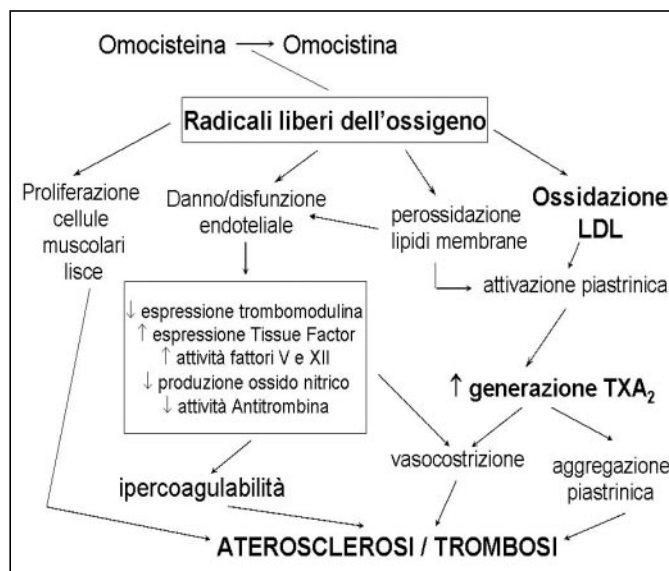 Omocisteina → Omocistina
Radicali liberi dell'ossigeno
Proliferazione
cellule
muscolari
lisce
Danno/disfunzione
endoteliale
perossidazione
lipidi membrane
Ossidazione
LDL
attivazione piastrinica
↓ espressione trombomodulina
↑ espressione Tissue Factor
↑ attività fattori V e XII
↓ produzione ossido nitrico
↓ attività Antitrombina
↑ generazione TXA₂
ipercoagulabilità
vasocostrizione
aggregazione
piastrinica
ATEROSCLEROSI / TROMBOSI